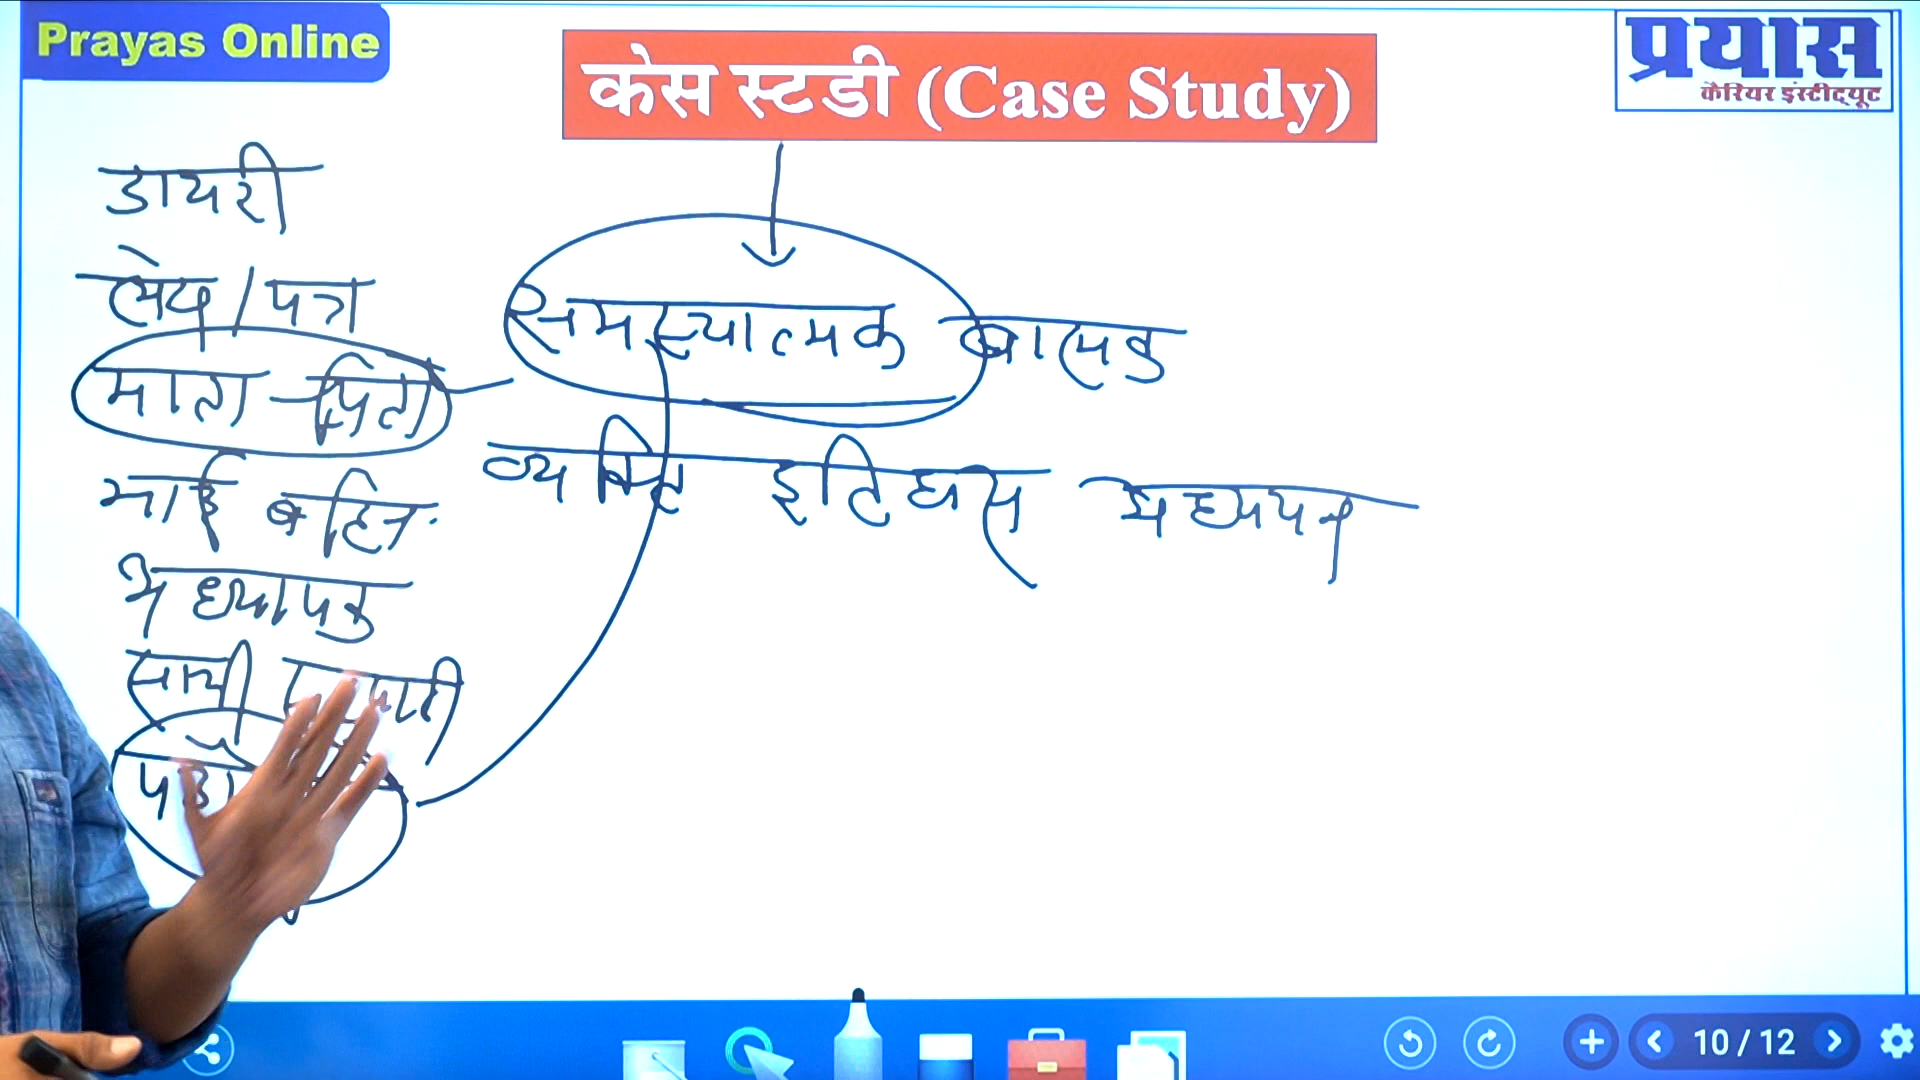 Prayas Online
केस स्टडी (Case Study)
प्रयास
कैरियर इंस्टीट्यूट
डायरी
लेख / पत्र
माता - पिता
भाई बहिन
अध्यापक
साथी
समस्यात्मक बालक
व्यक्ति इतिहास अध्ययन
10 / 12